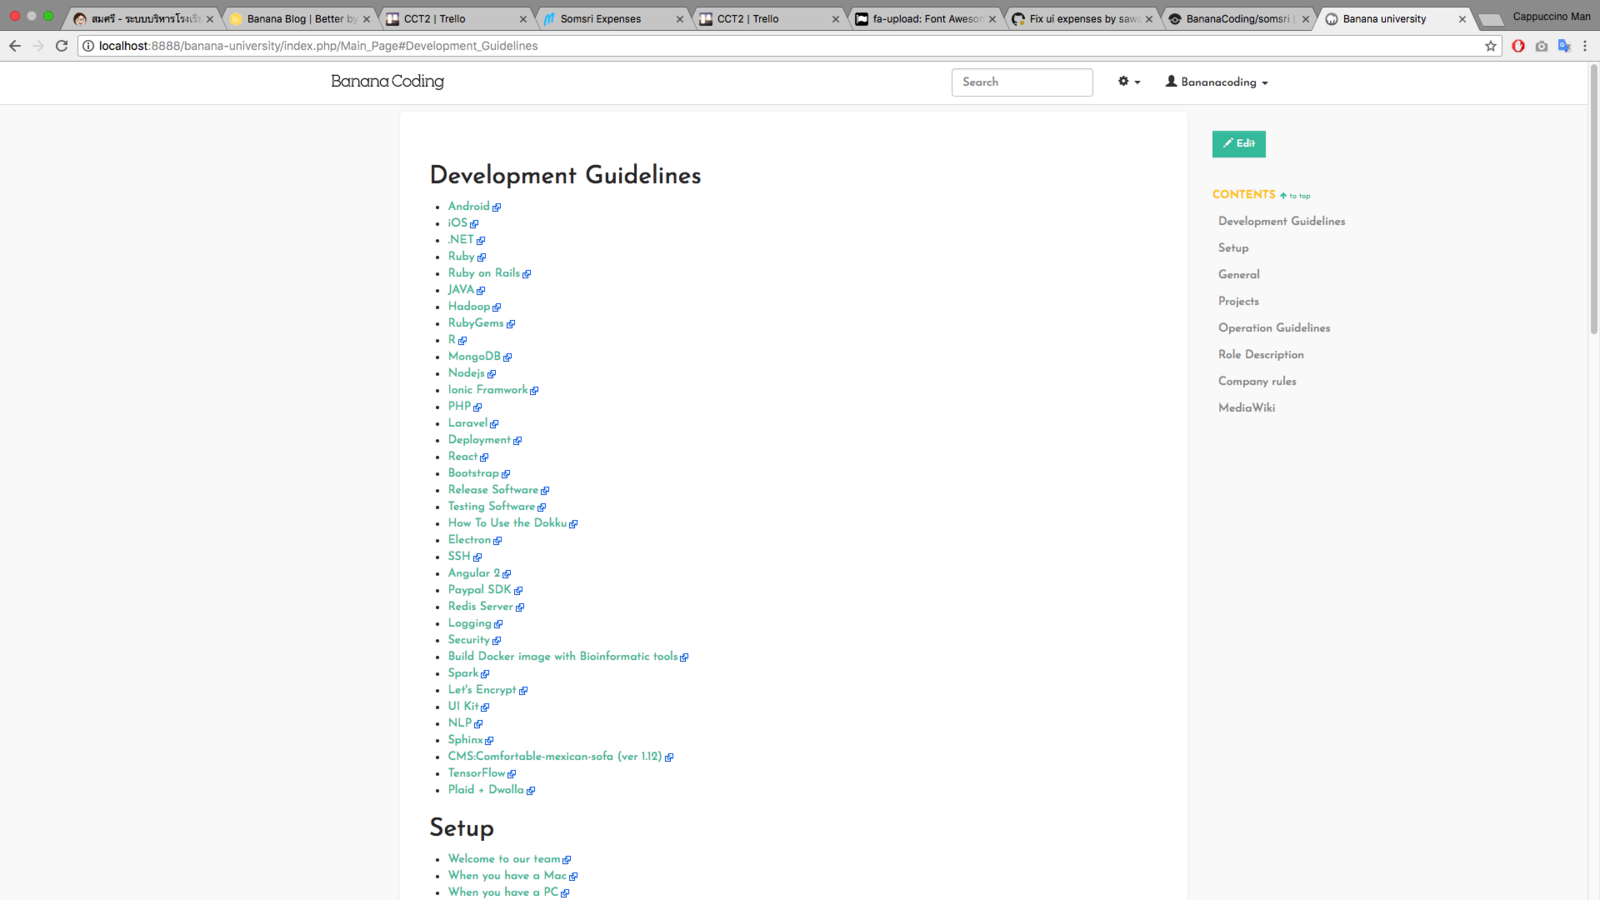 สมศรี - ระบบบริหารโรงเรีย
Banana Blog | Better by
CCT2 | Trello
Somsri Expenses
CCT2 | Trello
fa-upload: Font Aweson
Fix ui expenses by sawa
BananaCoding/somsri
Banana university
Cappuccino Man
localhost:8888/banana-university/index.php/Main_Page#Development_Guidelines
Banana Coding
Search
Bananacoding
Edit
Development Guidelines
Android
iOS
.NET
Ruby
Ruby on Rails
JAVA
Hadoop
RubyGems
R
MongoDB
Nodejs
Ionic Framwork
PHP
Laravel
Deployment
React
Bootstrap
Release Software
Testing Software
How To Use the Dokku
Electron
SSH
Angular 2
Paypal SDK
Redis Server
Logging
Security
Build Docker image with Bioinformatic tools
Spark
Let's Encrypt
UI Kit
NLP
Sphinx
CMS:Comfortable-mexican-sofa (ver 1.12)
TensorFlow
Plaid + Dwolla
Setup
Welcome to our team
When you have a Mac
When you have a PC
CONTENTS to top
Development Guidelines
Setup
General
Projects
Operation Guidelines
Role Description
Company rules
MediaWiki